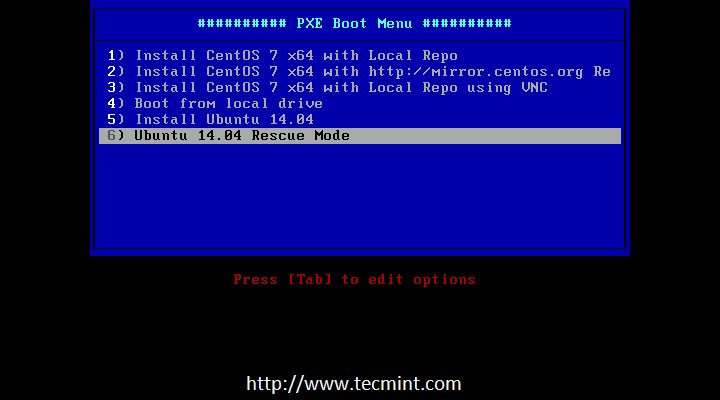 ########## PXE Boot Menu ##########
1) Install CentOS 7 x64 with Local Repo
2) Install CentOS 7 x64 with http://mirror.centos.org Re
3) Install CentOS 7 x64 with Local Repo using VNC
4) Boot from local drive
5) Install Ubuntu 14.04
6) Ubuntu 14.04 Rescue Mode
Press [Tab] to edit options
http://www.tecmint.com